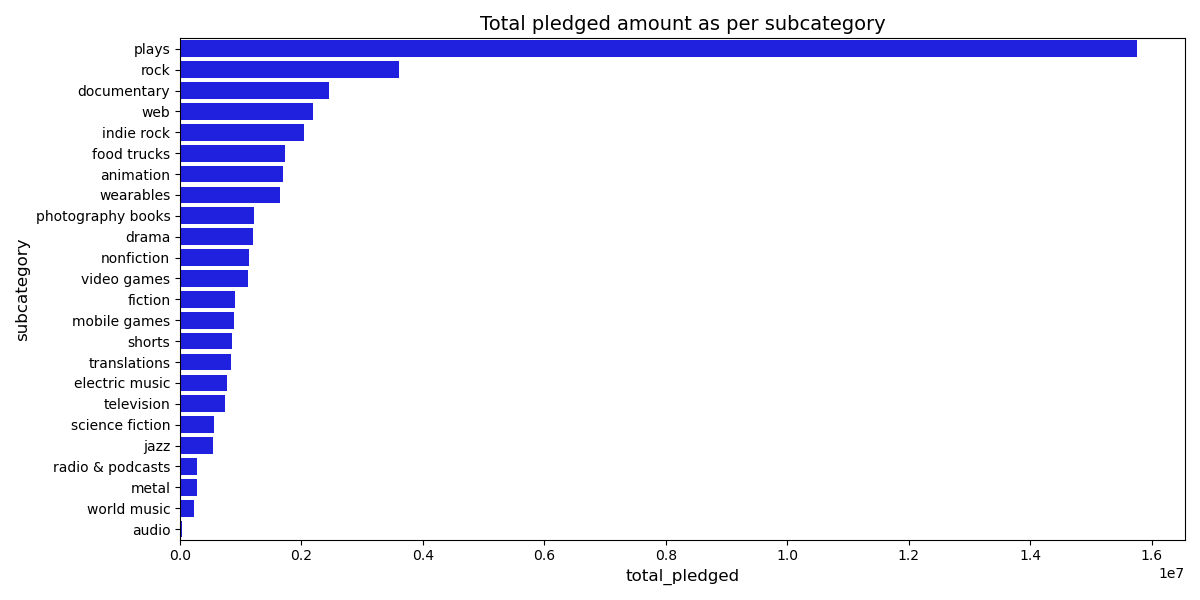 Total pledged amount as per subcategory
plays
rock
documentary
web
indie rock
food trucks
animation
wearables
photography books
drama
nonfiction
video games
fiction
mobile games
shorts
translations
electric music
television
science fiction
jazz
radio & podcasts
metal
world music
audio
subcategory
0.0 0.2 0.4 0.6 0.8 1.0 1.2 1.4 1.6
1e7
total_pledged